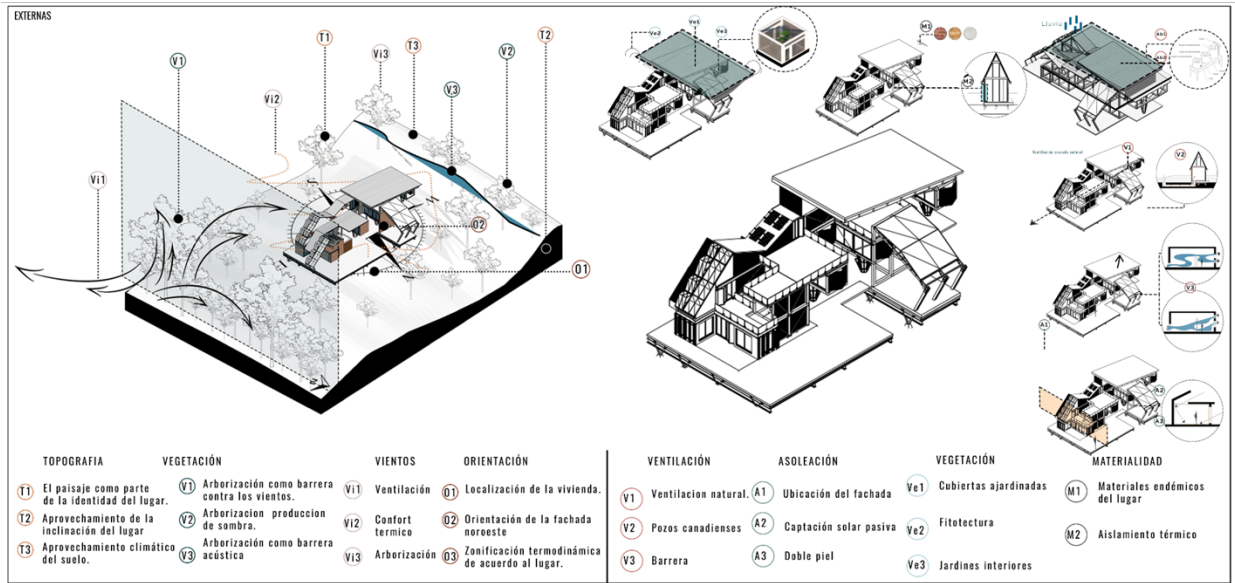 EXTERNAS
V1
T1
Vi3
T3
V2
T2
V3
Vi2
Vi1
O2
O1
Ve2
Ve1
Ve3
M1
M2
Lluvia
Ab1
V1
V2
V3
A1
A2
A3
TOPOGRAFIA
T1 El paisaje como parte
de la identidad del lugar.
T2 Aprovechamiento de la
inclinación del lugar
T3 Aprovechamiento climático
del suelo.
VEGETACIÓN
V1 Arborización como barrera
contra los vientos.
V2 Arborizacion produccion
de sombra.
V3 Arborización como barrera
acústica
VIENTOS
Vi1 Ventilación
Vi2 Confort
termico
Vi3 Arborización
ORIENTACIÓN
O1 Localización de la vivienda.
O2 Orientación de la fachada
noroeste
O3 Zonificación termodinámica
de acuerdo al lugar.
VENTILACIÓN
V1 Ventilacion natural.
V2 Pozos canadienses
V3 Barrera
ASOLEACIÓN
A1 Ubicación del fachada
A2 Captación solar pasiva
A3 Doble piel
VEGETACIÓN
Ve1 Cubiertas ajardinadas
Ve2 Fitotectura
Ve3 Jardines interiores
MATERIALIDAD
M1 Materiales endémicos
del lugar
M2 Aislamiento térmico